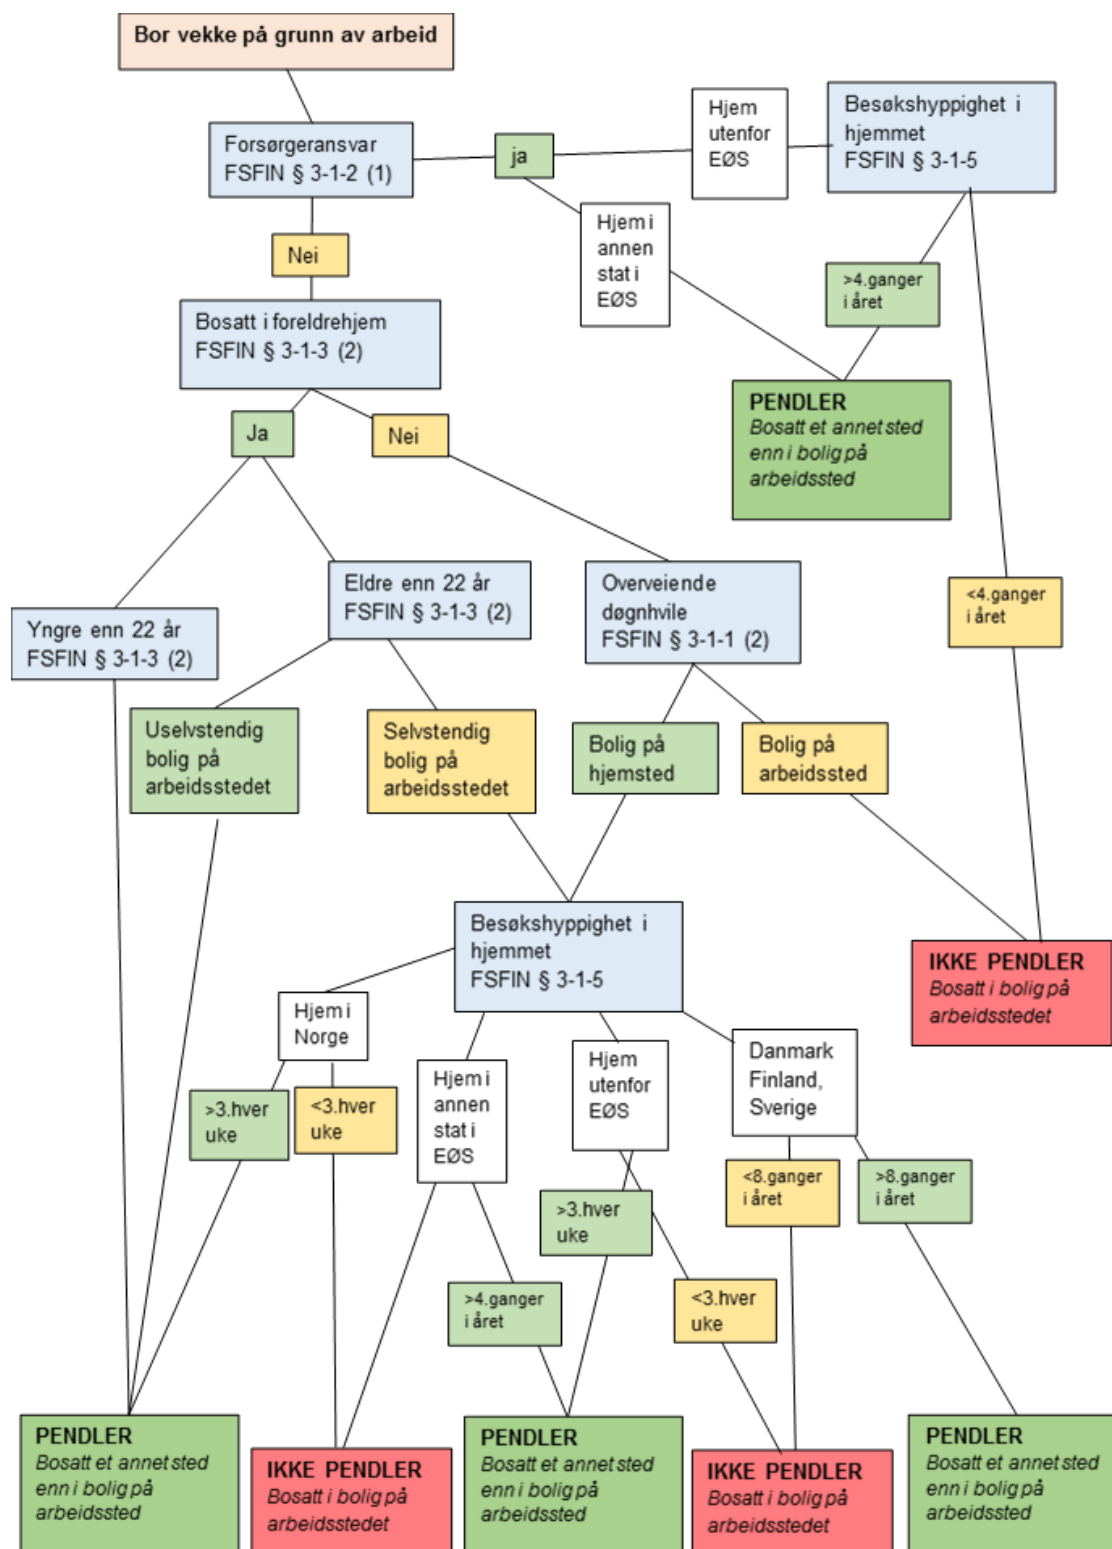 Bor vekke på grunn av arbeid
Forsørgeransvar
FSFIN § 3-1-2 (1)
ja
Hjem
utenfor
EØS
Besøkshyppighet i
hjemmet
FSFIN § 3-1-5
Hjem i
annen
stat i
EØS
Nei
>4.ganger
i året
Bosatt i foreldrehjem
FSFIN § 3-1-3 (2)
PENDLER
Bosatt et annet sted
enn i bolig på
arbeidssted
Ja
Nei
Yngre enn 22 år
FSFIN § 3-1-3 (2)
Eldre enn 22 år
FSFIN § 3-1-3 (2)
Overveiende
døgnhvile
FSFIN § 3-1-1 (2)
<4.ganger
i året
Uselvstendig
bolig på
arbeidsstedet
Selvstendig
bolig på
arbeidsstedet
Bolig på
hjemsted
Bolig på
arbeidssted
Besøkshyppighet i
hjemmet
FSFIN § 3-1-5
IKKE PENDLER
Bosatt i bolig på
arbeidsstedet
Hjem i
Norge
Hjem i
annen
stat i
EØS
Hjem
utenfor
EØS
Danmark
Finland,
Sverige
>3.hver
uke
<3.hver
uke
<8.ganger
i året
>8.ganger
i året
>3.hver
uke
>4.ganger
i året
<3.hver
uke
PENDLER
Bosatt et annet sted
enn i bolig på
arbeidssted
IKKE PENDLER
Bosatt i bolig på
arbeidsstedet
PENDLER
Bosatt et annet sted
enn i bolig på
arbeidssted
IKKE PENDLER
Bosatt i bolig på
arbeidsstedet
PENDLER
Bosatt et annet sted
enn i bolig på
arbeidssted